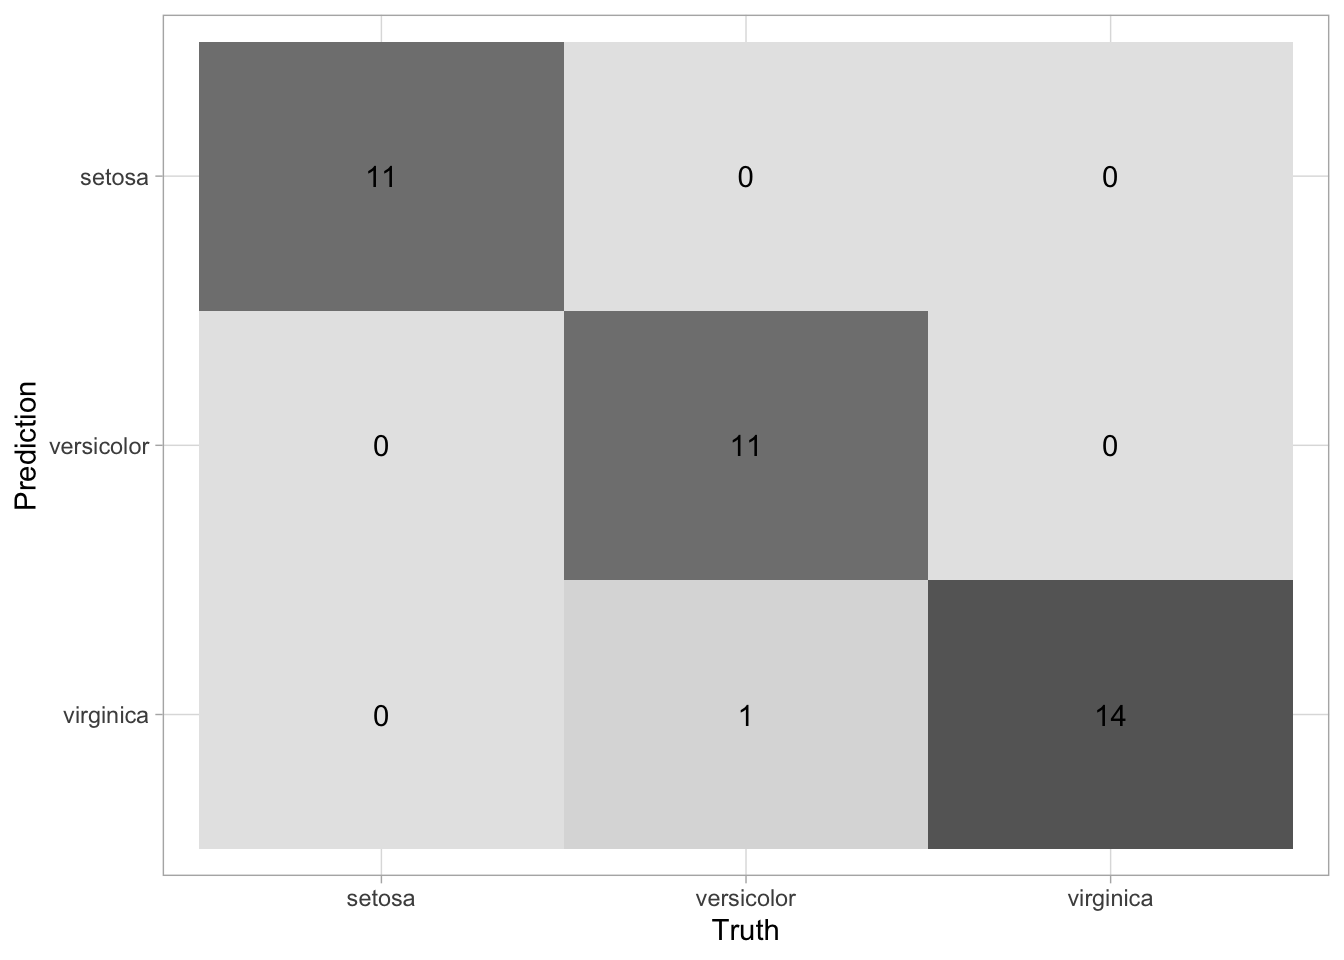 setosa 11 0 0
Prediction
versicolor 0 11 0
virginica 0 1 14
setosa versicolor virginica
Truth